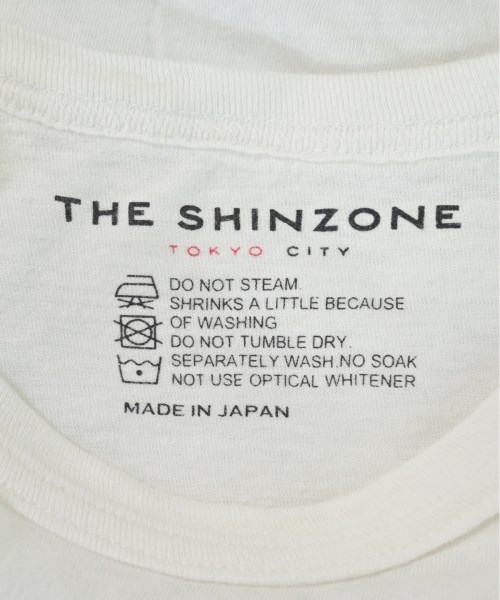 THE SHINZONE
TOKYO CITY
DO NOT STEAM.
SHRINKS A LITTLE BECAUSE
OF WASHING
DO NOT TUMBLE DRY.
SEPARATELY WASH.NO SOAK
NOT USE OPTICAL WHITENER
MADE IN JAPAN